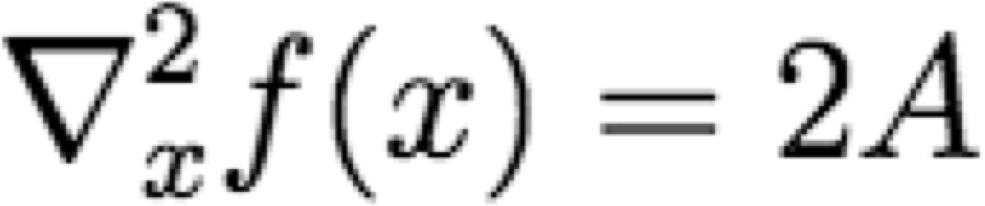 ∇²ₓf(x) = 2A